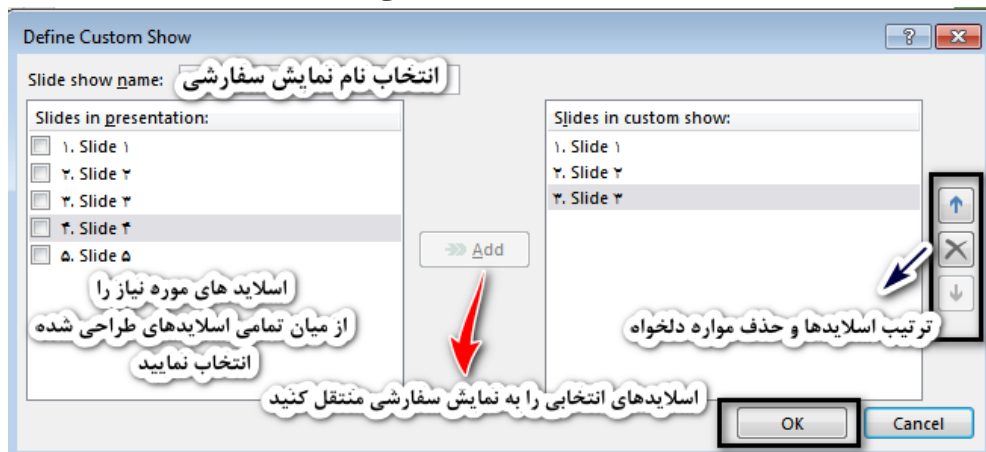 Define Custom Show
Slide show name:
انتخاب نام نمایش سفارشی
Slides in presentation:
۱. Slide ۱
۲. Slide ۲
۳. Slide ۳
۴. Slide ۴
۵. Slide ۵
اسلاید های موره نیاز را
از میان تمامی اسلایدهای طراحی شده
انتخاب نمایید
Add
Slides in custom show:
۱. Slide ۱
۲. Slide ۲
۳. Slide ۳
ترتیب اسلایدها و حذف مواره دلخواه
اسلایدهای انتخابی را به نمایش سفارشی منتقل کنید
OK
Cancel